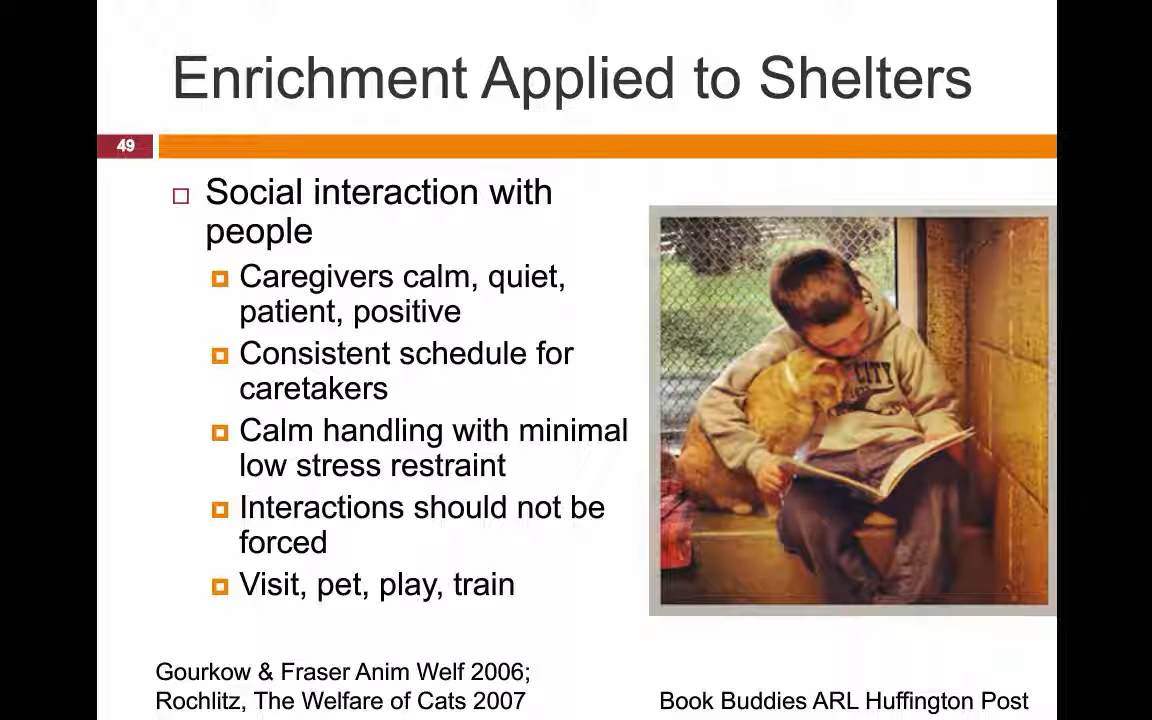 Enrichment Applied to Shelters
49
Social interaction with
people
Caregivers calm, quiet,
patient, positive
Consistent schedule for
caretakers
Calm handling with minimal
low stress restraint
Interactions should not be
forced
Visit, pet, play, train
CITY
Gourkow & Fraser Anim Welf 2006;
Rochlitz, The Welfare of Cats 2007
Book Buddies ARL Huffington Post